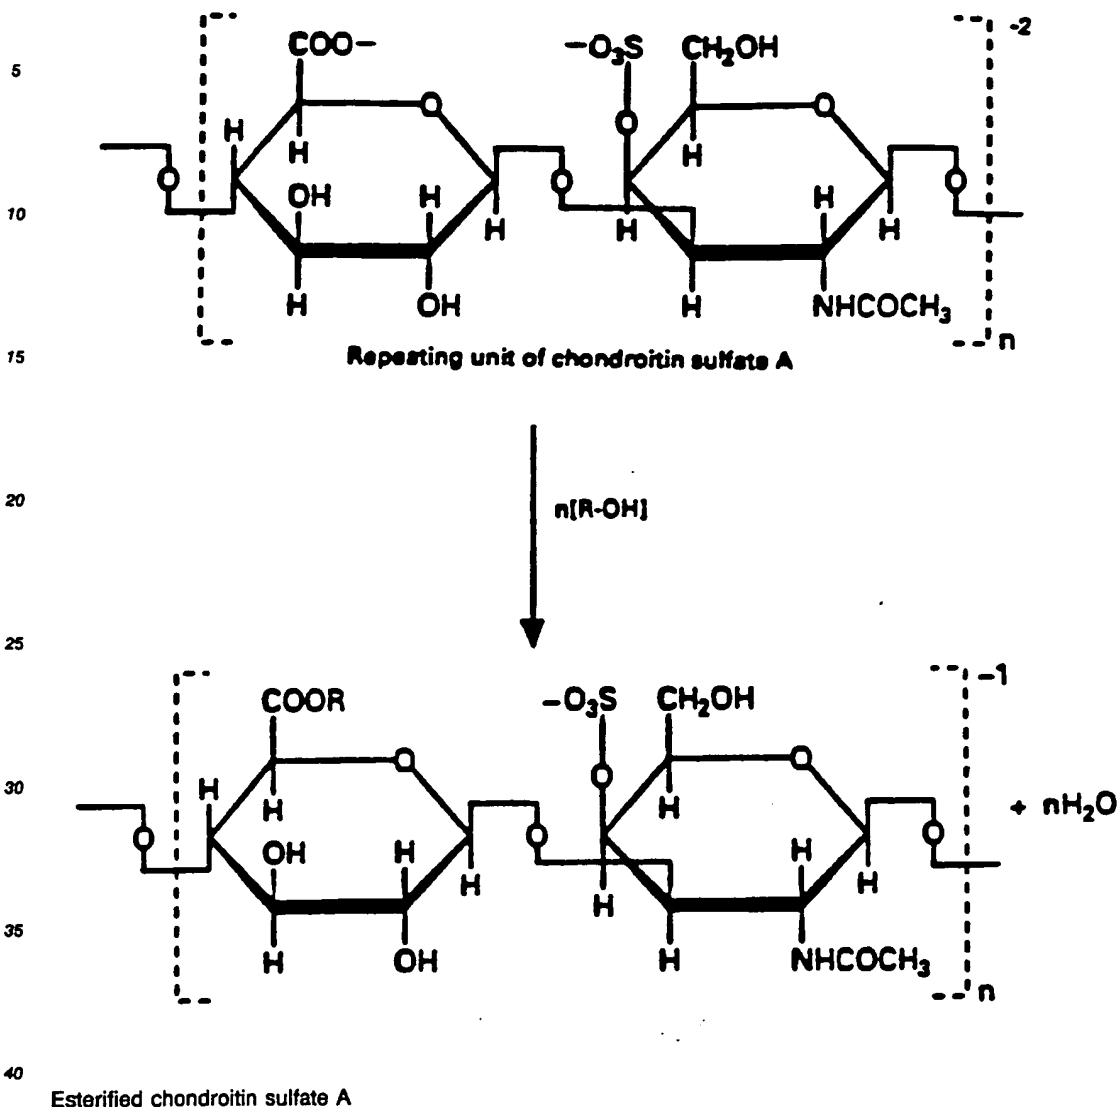 -2
COO− −O₃S CH₂OH
5
O O
H H H O H
O OH H O H O
10
H H H
H OH H NHCOCH₃
n
15 Repeating unit of chondroitin sulfate A
20 n[R-OH]
25
−1
COOR −O₃S CH₂OH
O O
30 H H O H + nH₂O
O OH H O H O
H H H
35
H OH H NHCOCH₃
n
40
Esterified chondroitin sulfate A